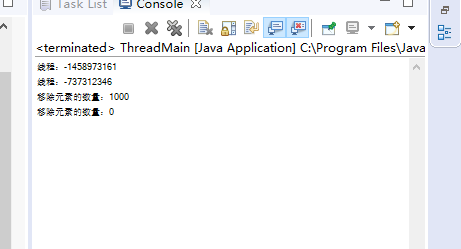 Task List
Console
<terminated> ThreadMain [Java Application] C:\Program Files\Java
线程：-1458973161
线程：-737312346
移除元素的数量：1000
移除元素的数量：0